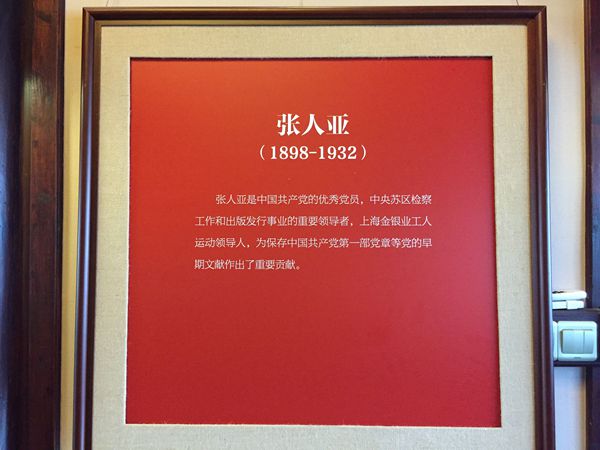 张人亚
（1898-1932）
张人亚是中国共产党的优秀党员，中央苏区检察
工作和出版发行事业的重要领导者，上海金银业工人
运动领导人，为保存中国共产党第一部党章等党的早
期文献作出了重要贡献。